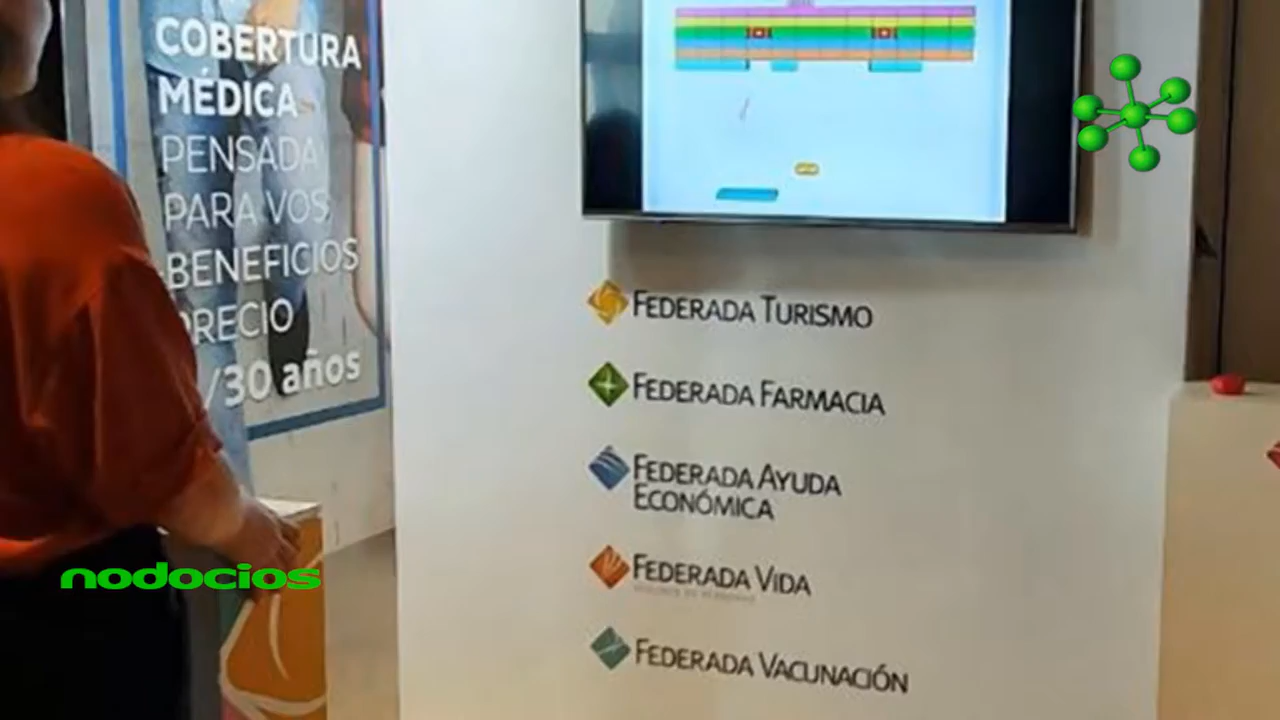 COBERTURA
MÉDICA
PENSADA
PARA VOS
BENEFICIOS
PRECIO
/30 años
FEDERADA TURISMO
FEDERADA FARMACIA
FEDERADA AYUDA
ECONÓMICA
FEDERADA VIDA
FEDERADA VACUNACIÓN
nodocios